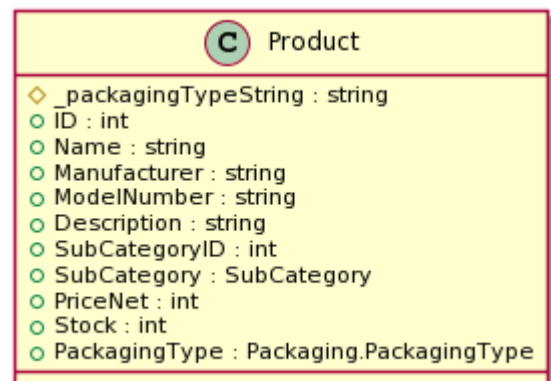 C Product
_packagingTypeString : string
ID : int
Name : string
Manufacturer : string
ModelNumber : string
Description : string
SubCategoryID : int
SubCategory : SubCategory
PriceNet : int
Stock : int
PackagingType : Packaging.PackagingType